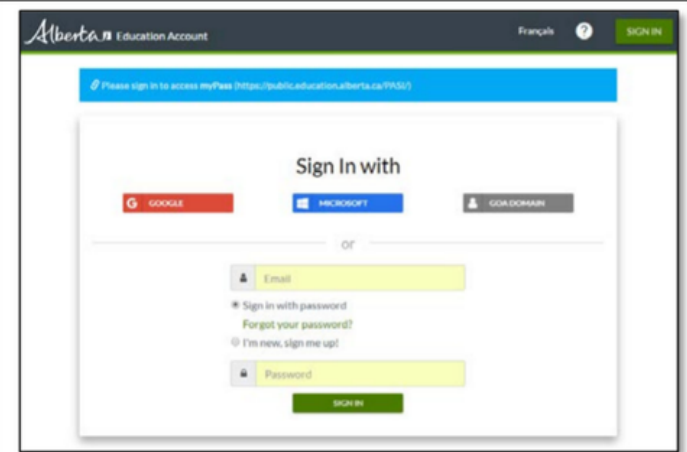 Alberta Education Account
Français ? SIGN IN
Please sign in to access myPass (https://public.education.alberta.ca/PASI/)
Sign In with
G GOOGLE
MICROSOFT
GOA DOMAIN
or
Email
Sign in with password
Forgot your password?
I'm new, sign me up!
Password
SIGN IN